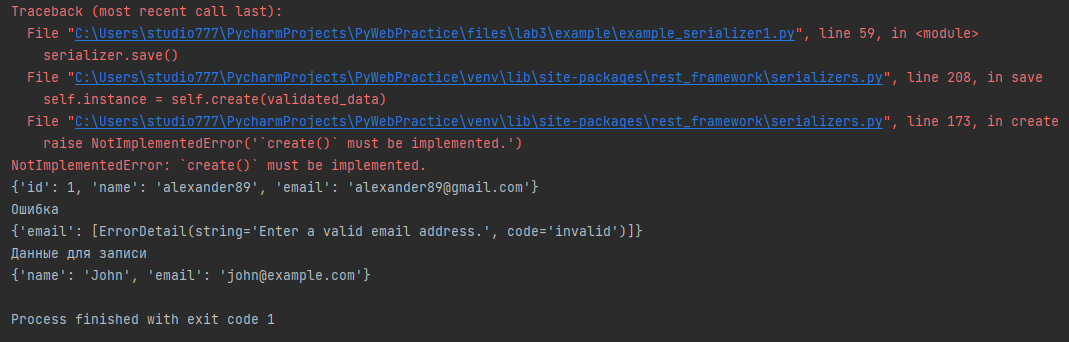 Traceback (most recent call last):
  File "C:\Users\studio777\PycharmProjects\PyWebPractice\files\lab3\example\example_serializer1.py", line 59, in <module>
    serializer.save()
  File "C:\Users\studio777\PycharmProjects\PyWebPractice\venv\lib\site-packages\rest_framework\serializers.py", line 208, in save
    self.instance = self.create(validated_data)
  File "C:\Users\studio777\PycharmProjects\PyWebPractice\venv\lib\site-packages\rest_framework\serializers.py", line 173, in create
    raise NotImplementedError('`create()` must be implemented.')
NotImplementedError: `create()` must be implemented.
{'id': 1, 'name': 'alexander89', 'email': 'alexander89@gmail.com'}
Ошибка
{'email': [ErrorDetail(string='Enter a valid email address.', code='invalid')]}
Данные для записи
{'name': 'John', 'email': 'john@example.com'}
Process finished with exit code 1